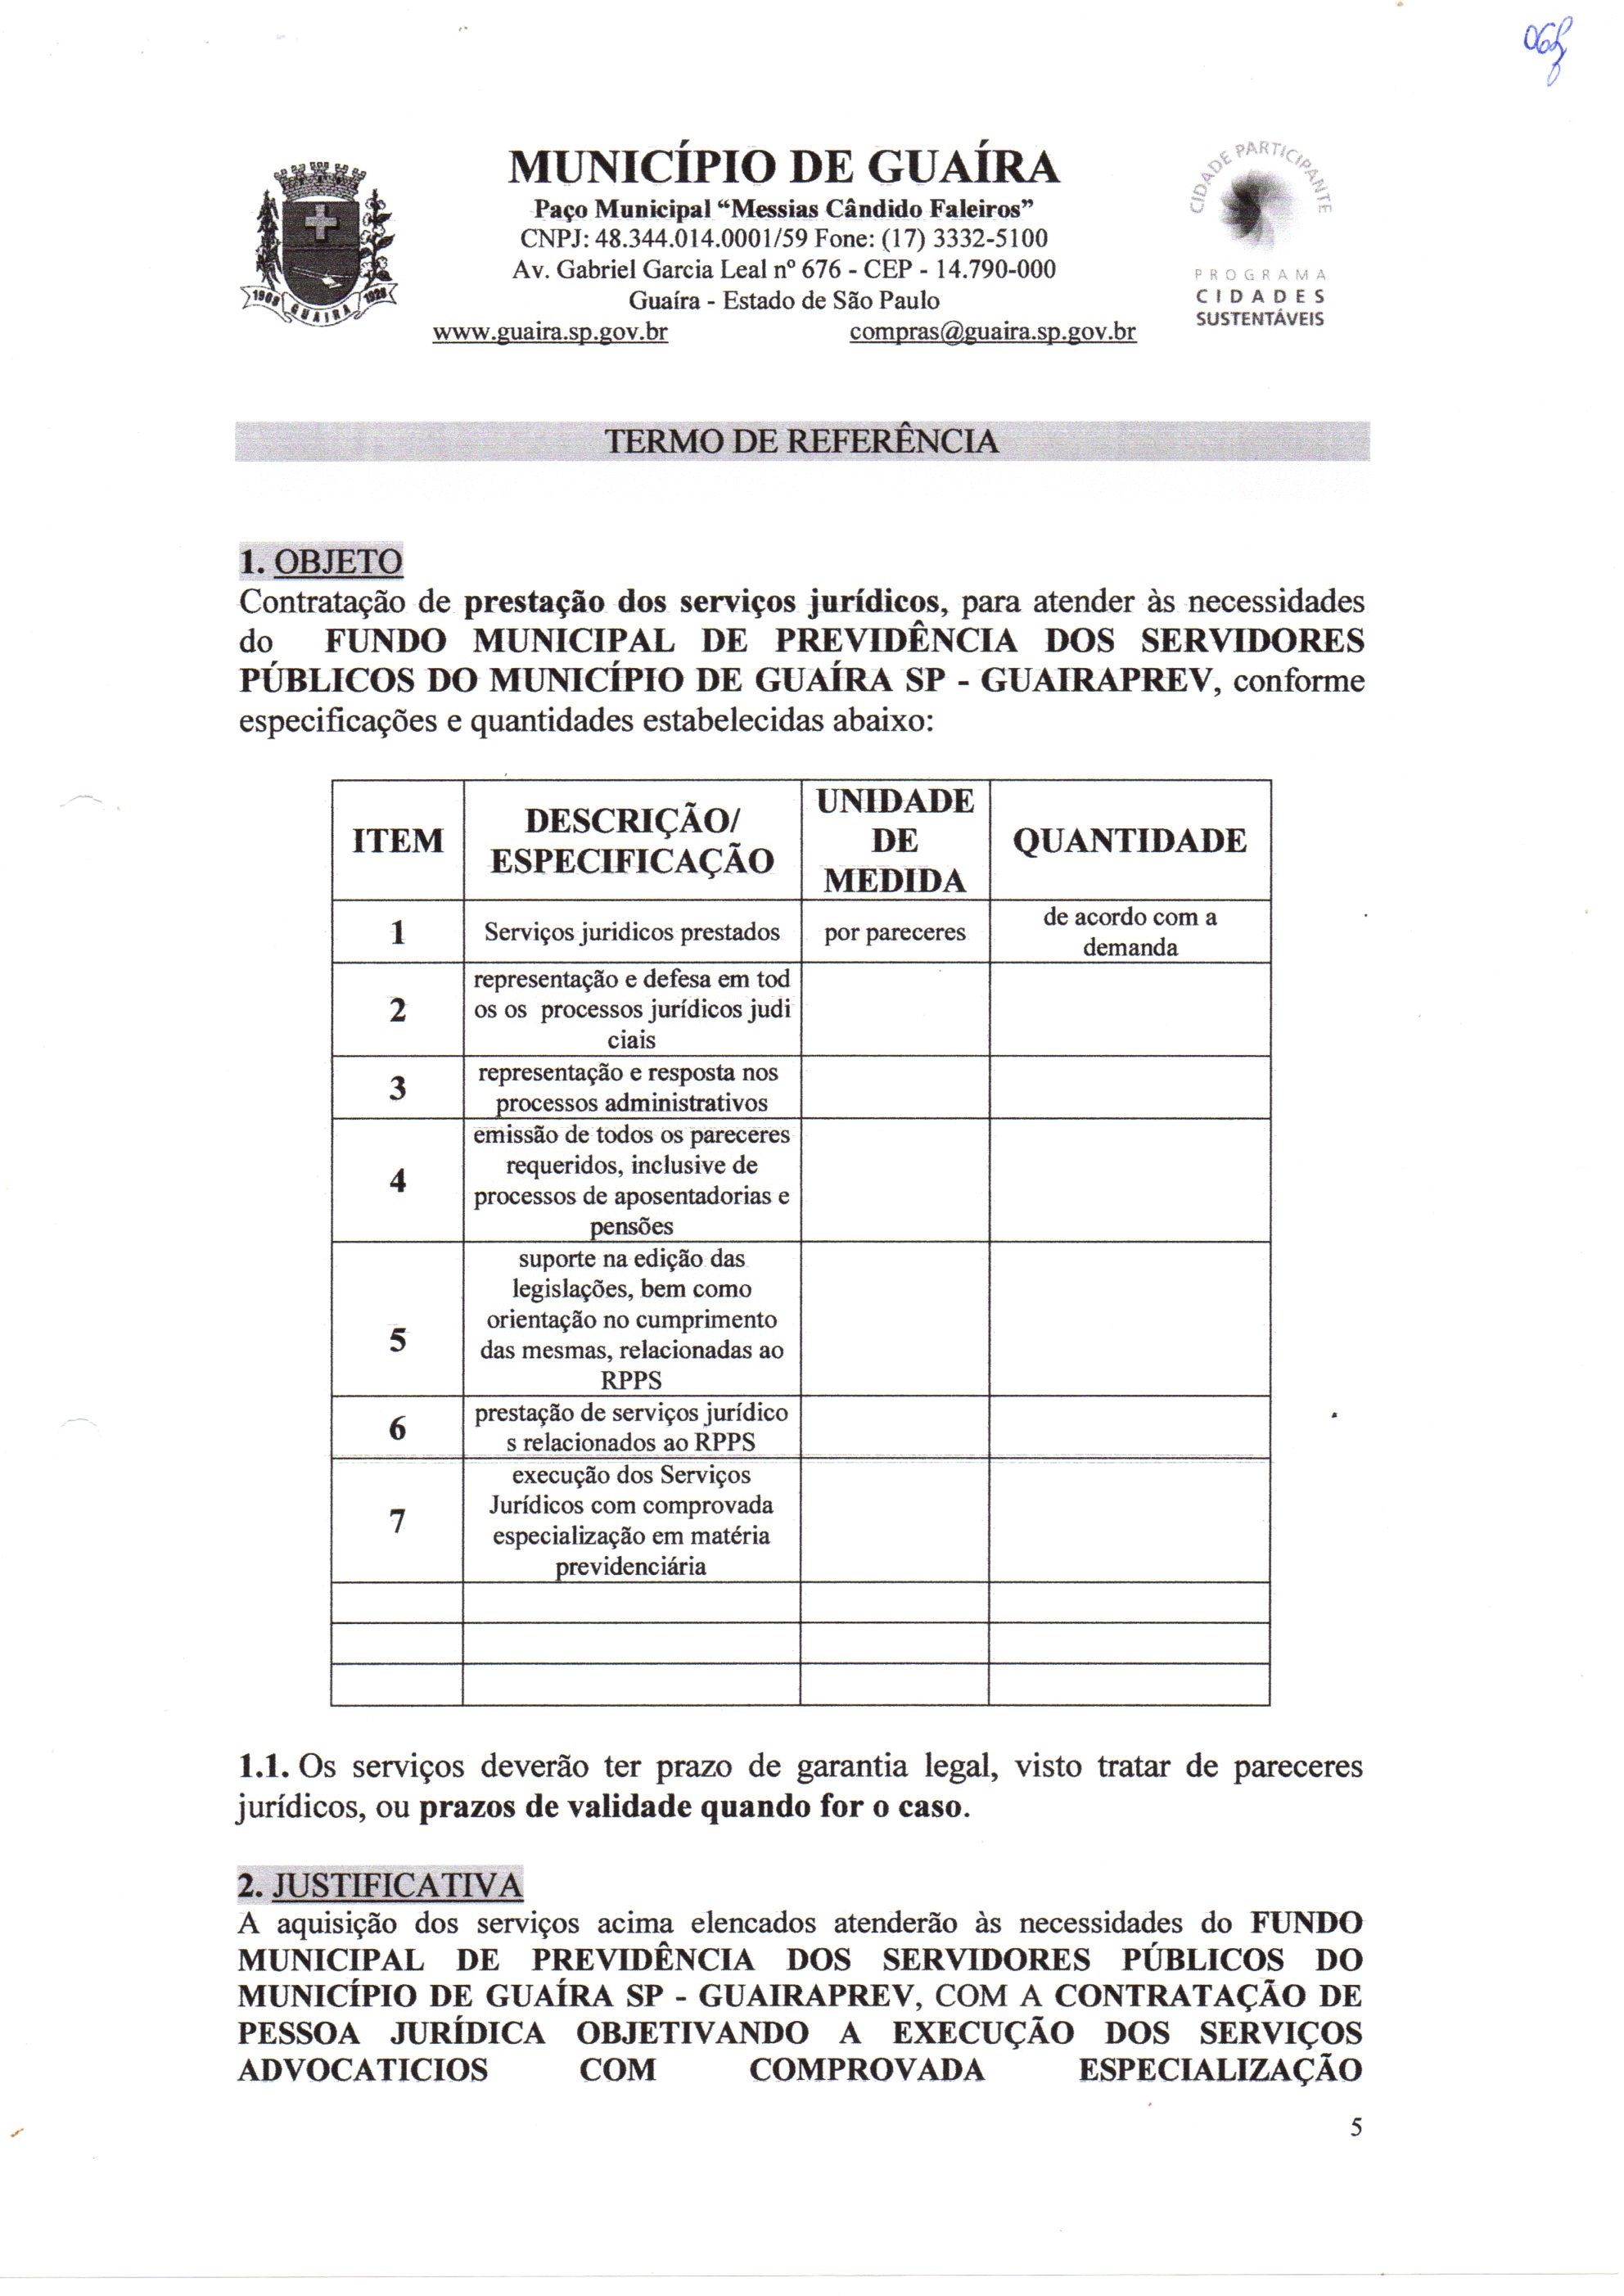 06
MUNICÍPIO DE GUAÍRA
Paço Municipal “Messias Cândido Faleiros”
CNPJ: 48.344.014.0001/59 Fone: (17) 3332-5100
Av. Gabriel Garcia Leal nº 676 - CEP - 14.790-000
Guaíra - Estado de São Paulo
www.guaira.sp.gov.br compras@guaira.sp.gov.br
1908 GUAIRA 1928
CIDADE PARTICIPANTE
PROGRAMA
CIDADES
SUSTENTÁVEIS
TERMO DE REFERÊNCIA
1. OBJETO
Contratação de prestação dos serviços jurídicos, para atender às necessidades
do FUNDO MUNICIPAL DE PREVIDÊNCIA DOS SERVIDORES
PÚBLICOS DO MUNICÍPIO DE GUAÍRA SP - GUAIRAPREV, conforme
especificações e quantidades estabelecidas abaixo:
ITEM
DESCRIÇÃO/
ESPECIFICAÇÃO
UNIDADE
DE
MEDIDA
QUANTIDADE
1
Serviços juridicos prestados
por pareceres
de acordo com a
demanda
2
representação e defesa em tod
os os processos jurídicos judi
ciais
3
representação e resposta nos
processos administrativos
4
emissão de todos os pareceres
requeridos, inclusive de
processos de aposentadorias e
pensões
5
suporte na edição das
legislações, bem como
orientação no cumprimento
das mesmas, relacionadas ao
RPPS
6
prestação de serviços jurídico
s relacionados ao RPPS
7
execução dos Serviços
Jurídicos com comprovada
especialização em matéria
previdenciária
1.1. Os serviços deverão ter prazo de garantia legal, visto tratar de pareceres
jurídicos, ou prazos de validade quando for o caso.
2. JUSTIFICATIVA
A aquisição dos serviços acima elencados atenderão às necessidades do FUNDO
MUNICIPAL DE PREVIDÊNCIA DOS SERVIDORES PÚBLICOS DO
MUNICÍPIO DE GUAÍRA SP - GUAIRAPREV, COM A CONTRATAÇÃO DE
PESSOA JURÍDICA OBJETIVANDO A EXECUÇÃO DOS SERVIÇOS
ADVOCATICIOS COM COMPROVADA ESPECIALIZAÇÃO
5